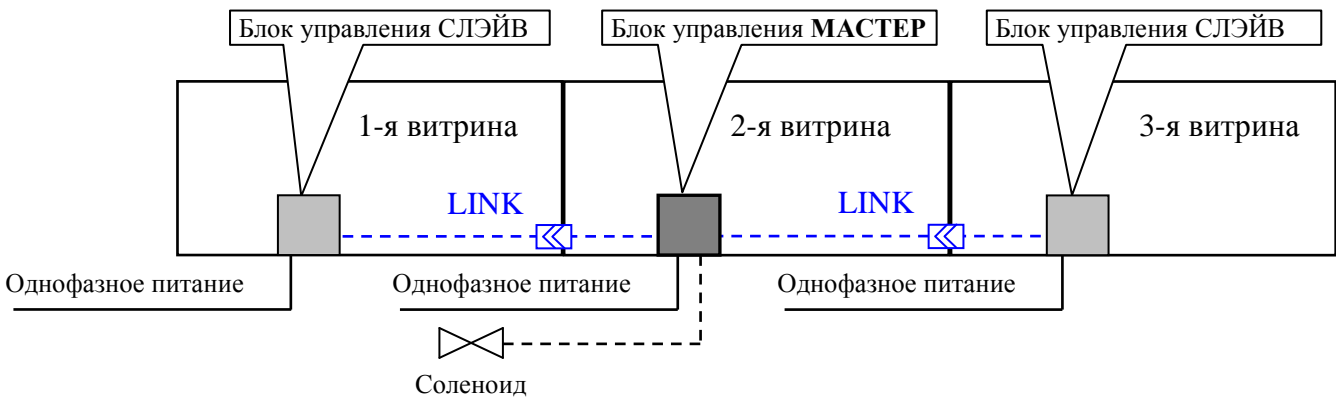 Блок управления СЛЭЙВ
Блок управления МАСТЕР
Блок управления СЛЭЙВ
1-я витрина
2-я витрина
3-я витрина
LINK
LINK
Однофазное питание
Однофазное питание
Однофазное питание
Соленоид